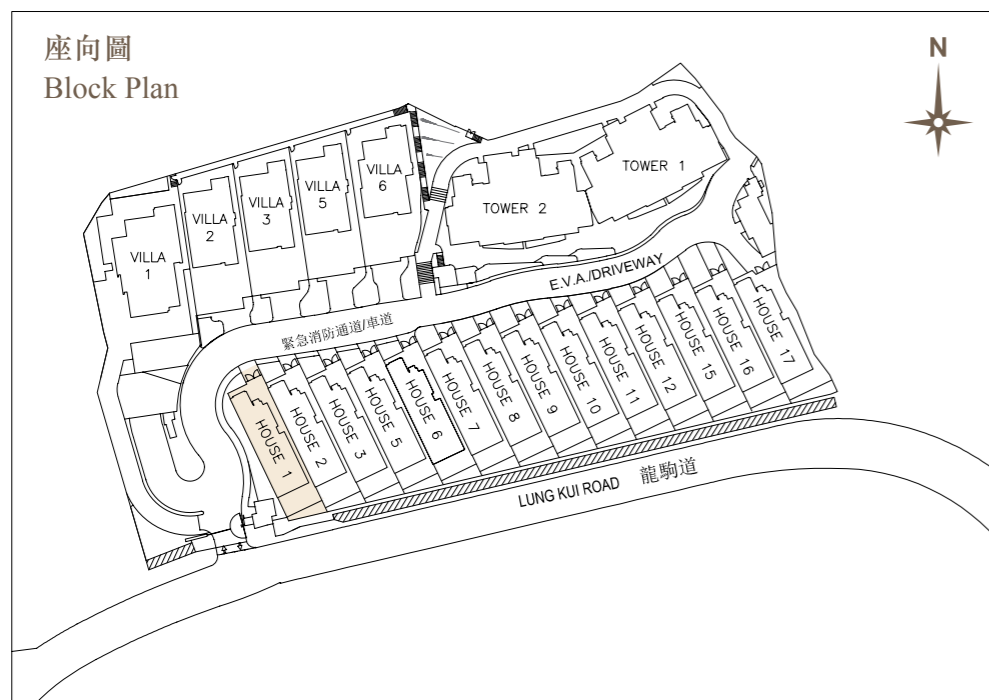 座向圖
Block Plan
N
VILLA
1
VILLA
2
VILLA
3
VILLA
5
VILLA
6
TOWER 2
TOWER 1
E.V.A./DRIVEWAY
緊急消防通道/車道
HOUSE 1
HOUSE 2
HOUSE 3
HOUSE 5
HOUSE 6
HOUSE 7
HOUSE 8
HOUSE 9
HOUSE 10
HOUSE 11
HOUSE 12
HOUSE 15
HOUSE 16
HOUSE 17
LUNG KUI ROAD 龍駒道